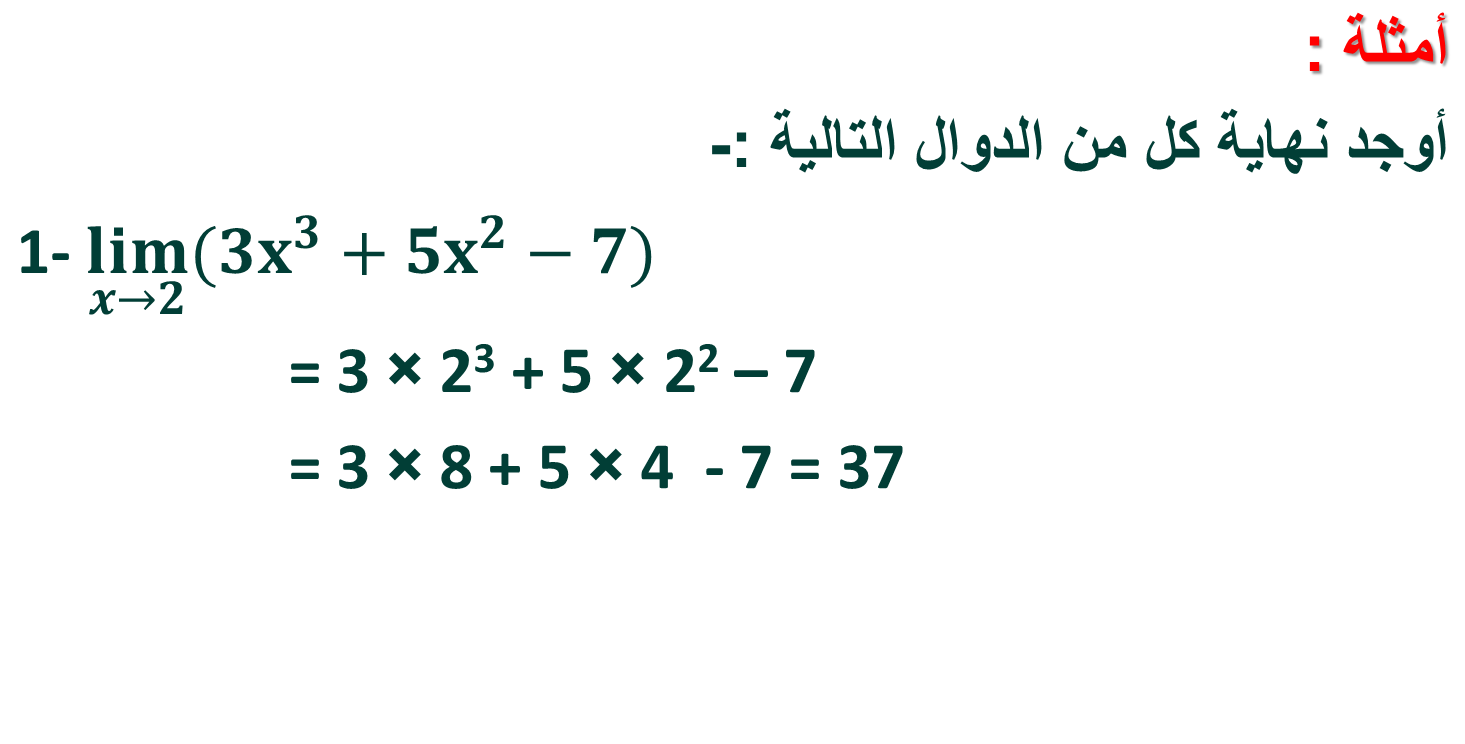 أمثلة :
أوجد نهاية كل من الدوال التالية :-
1- lim(3x³ + 5x² − 7)
x→2
= 3 × 2³ + 5 × 2² – 7
= 3 × 8 + 5 × 4 - 7 = 37